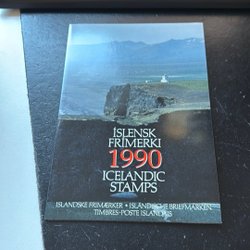 ÍSLENSK
FRÍMERKI
1990
ICELANDIC
STAMPS
ISLANDSKE FRIMÆRKER • ISLÄNDISCHE BRIEFMARKEN
TIMBRES-POSTE ISLANDAIS